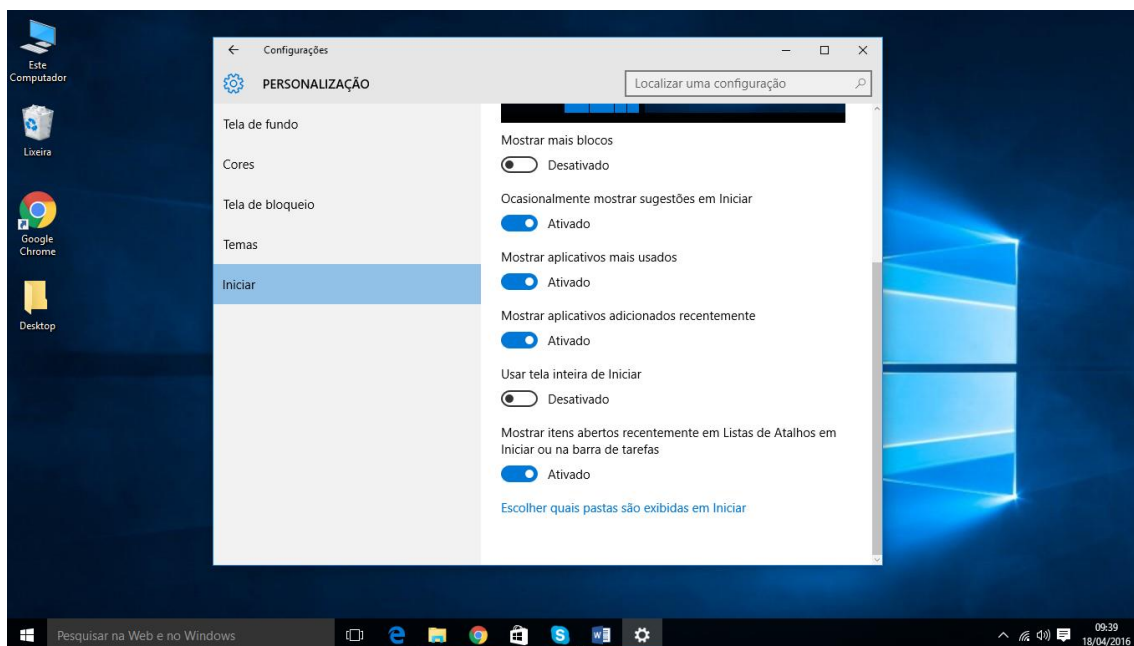 Este
Computador
Lixeira
Google
Chrome
Desktop
Configurações
PERSONALIZAÇÃO
Localizar uma configuração
Tela de fundo
Cores
Tela de bloqueio
Temas
Iniciar
Mostrar mais blocos
Desativado
Ocasionalmente mostrar sugestões em Iniciar
Ativado
Mostrar aplicativos mais usados
Ativado
Mostrar aplicativos adicionados recentemente
Ativado
Usar tela inteira de Iniciar
Desativado
Mostrar itens abertos recentemente em Listas de Atalhos em
Iniciar ou na barra de tarefas
Ativado
Escolher quais pastas são exibidas em Iniciar
Pesquisar na Web e no Windows
09:39
18/04/2016